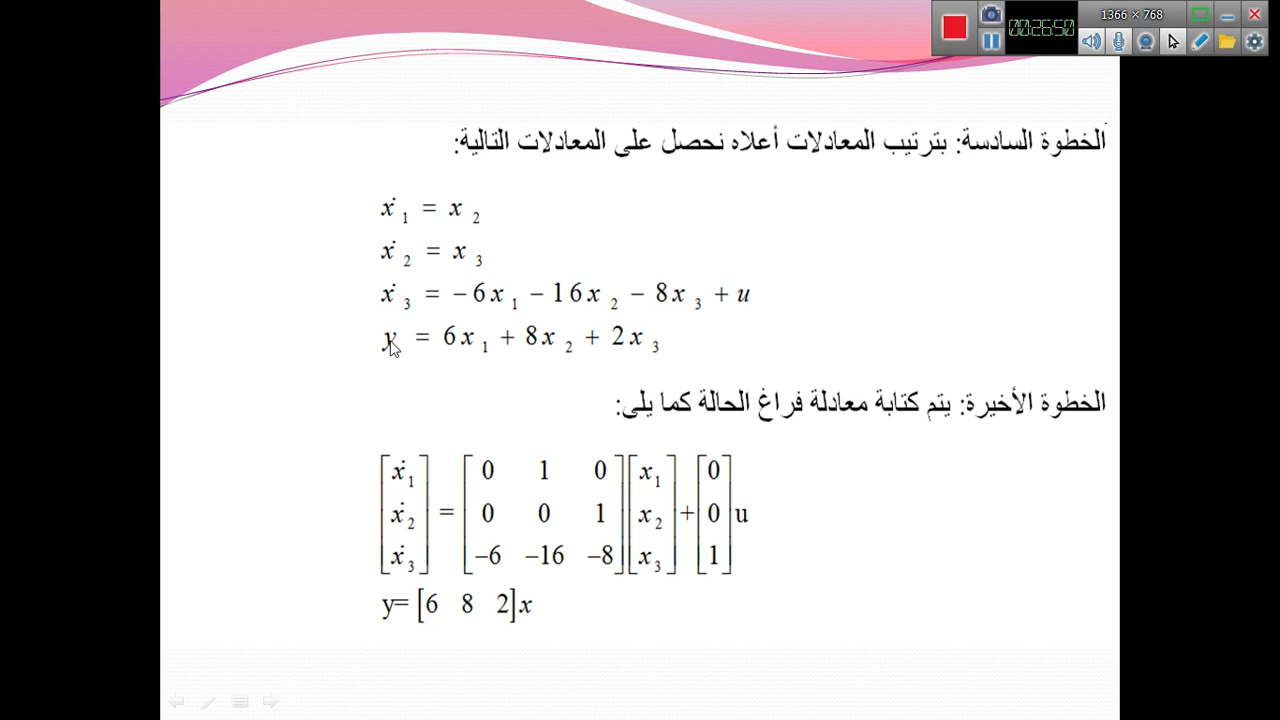 1366 × 768
00:26:50
الخطوة السادسة: بترتيب المعادلات أعلاه نحصل على المعادلات التالية:
ẋ₁ = x₂
ẋ₂ = x₃
ẋ₃ = −6x₁ − 16x₂ − 8x₃ + u
y = 6x₁ + 8x₂ + 2x₃
الخطوة الأخيرة: يتم كتابة معادلة فراغ الحالة كما يلى:
[ẋ₁] [0 1 0] [x₁] [0]
[ẋ₂] = [0 0 1] [x₂] + [0] u
[ẋ₃] [−6 −16 −8] [x₃] [1]
y= [6 8 2]x